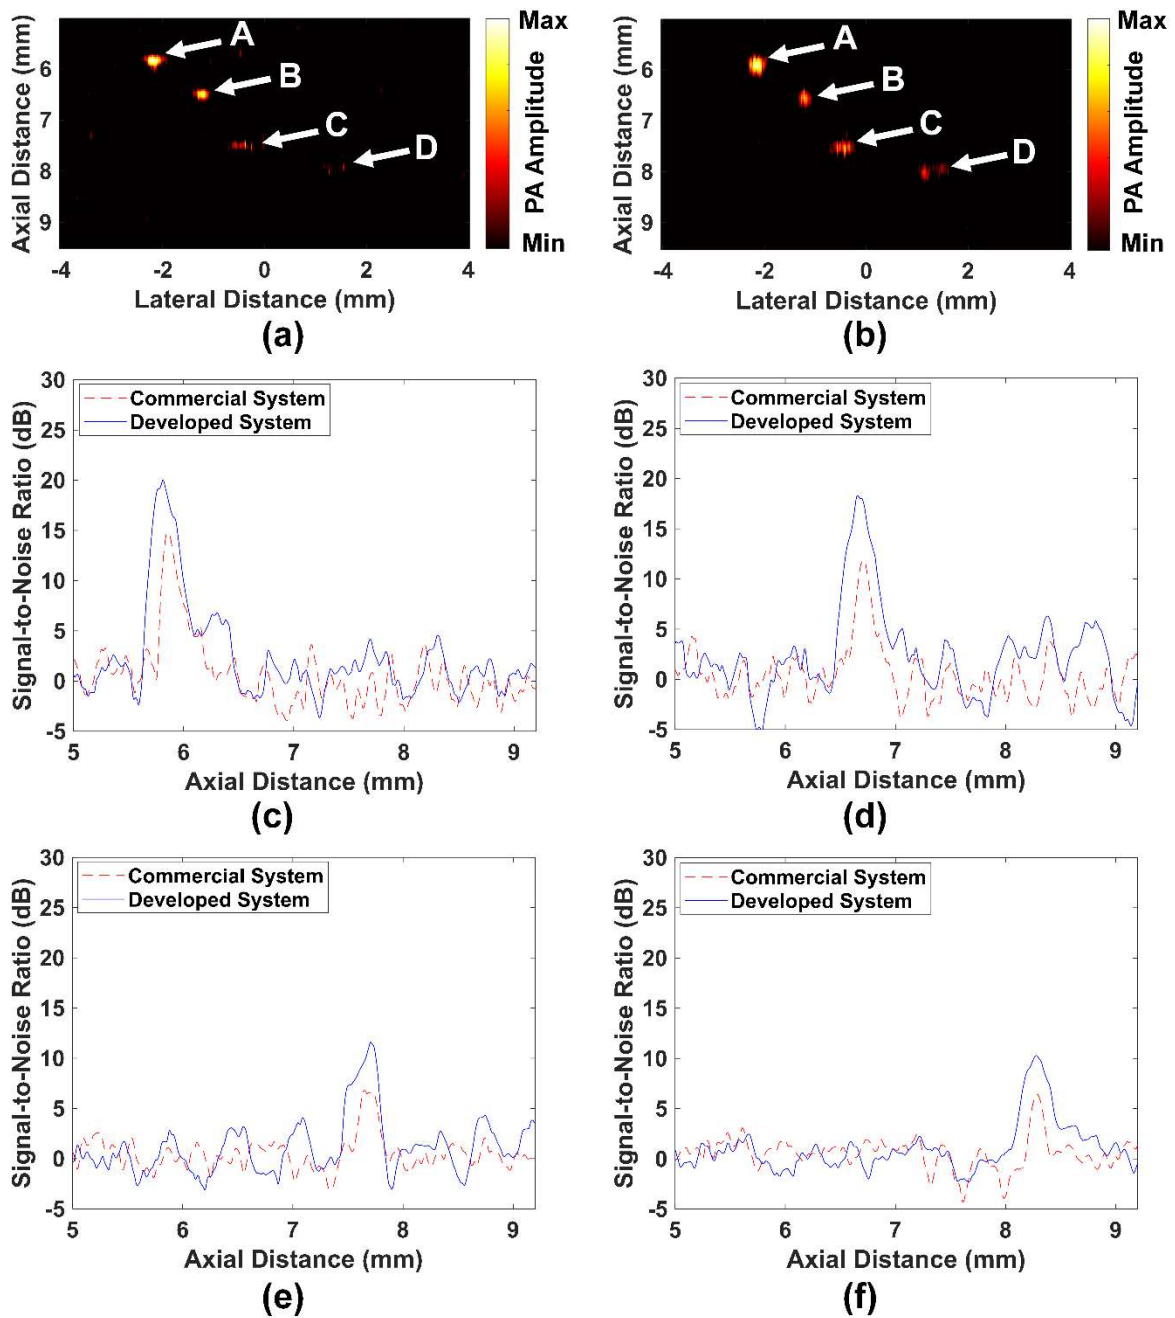 Axial Distance (mm)
6
7
8
9
A
B
C
D
-4
-2
0
2
4
Lateral Distance (mm)
Max
PA Amplitude
Min
(a)
Axial Distance (mm)
6
7
8
9
A
B
C
D
-4
-2
0
2
4
Lateral Distance (mm)
Max
PA Amplitude
Min
(b)
Signal-to-Noise Ratio (dB)
30
25
20
15
10
5
0
-5
Commercial System
Developed System
5
6
7
8
9
Axial Distance (mm)
(c)
Signal-to-Noise Ratio (dB)
30
25
20
15
10
5
0
-5
Commercial System
Developed System
5
6
7
8
9
Axial Distance (mm)
(d)
Signal-to-Noise Ratio (dB)
30
25
20
15
10
5
0
-5
Commercial System
Developed System
5
6
7
8
9
Axial Distance (mm)
(e)
Signal-to-Noise Ratio (dB)
30
25
20
15
10
5
0
-5
Commercial System
Developed System
5
6
7
8
9
Axial Distance (mm)
(f)